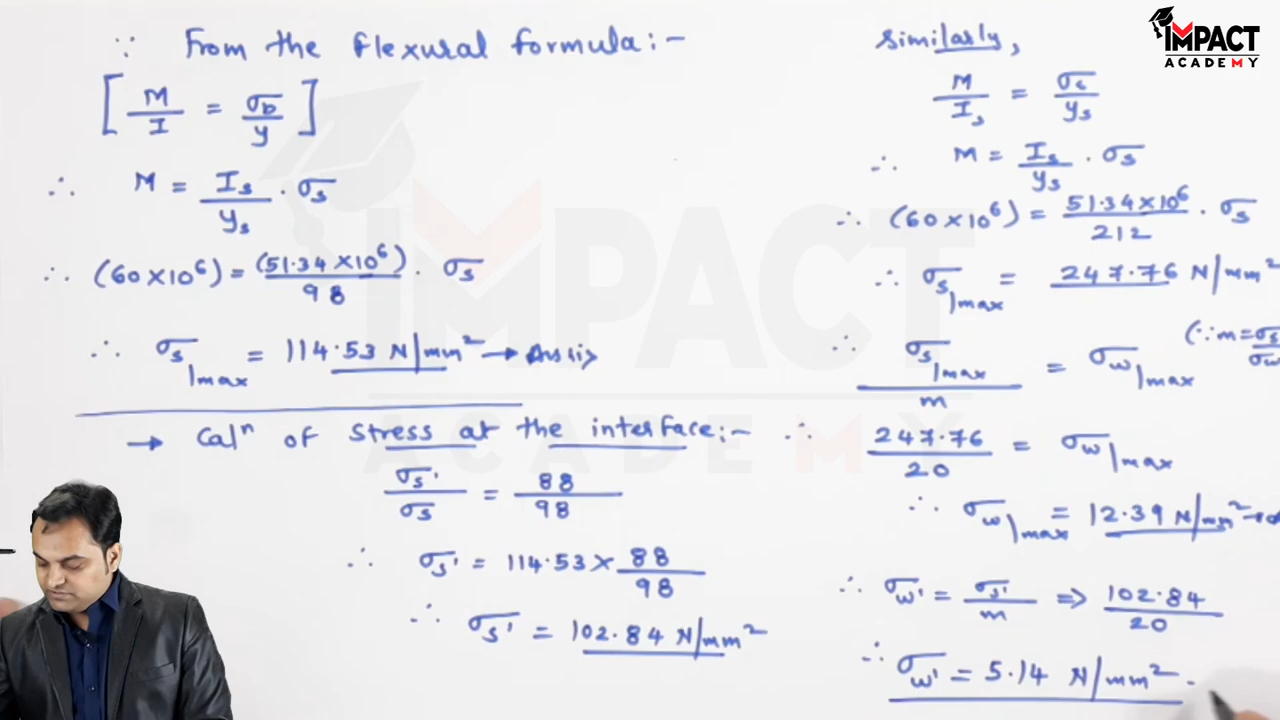 ∵ From the flexural formula:-
[M/I = σb/y]
∴ M = Is/ys . σs
∴ (60×10⁶) = (51.34×10⁶)/98 . σs
∴ σs|max = 114.53 N/mm² → Ans
→ Calⁿ of stress at the interface:-
σs'/σs = 88/98
∴ σs' = 114.53 × 88/98
∴ σs' = 102.84 N/mm²
similarly,
M/Is = σs/ys
∴ M = Is/ys . σs
∴ (60×10⁶) = 51.34×10⁶/212 . σs
∴ σs|max = 247.76 N/mm²
∴ σs|max/m = σw|max (∵ m = σs/σw
∴ 247.76/20 = σw|max
∴ σw|max = 12.39 N/mm² →
∴ σw' = σs'/m ⇒ 102.84/20
∴ σw' = 5.14 N/mm².
IMPACT
ACADEMY
IMPACT
ACADEMY